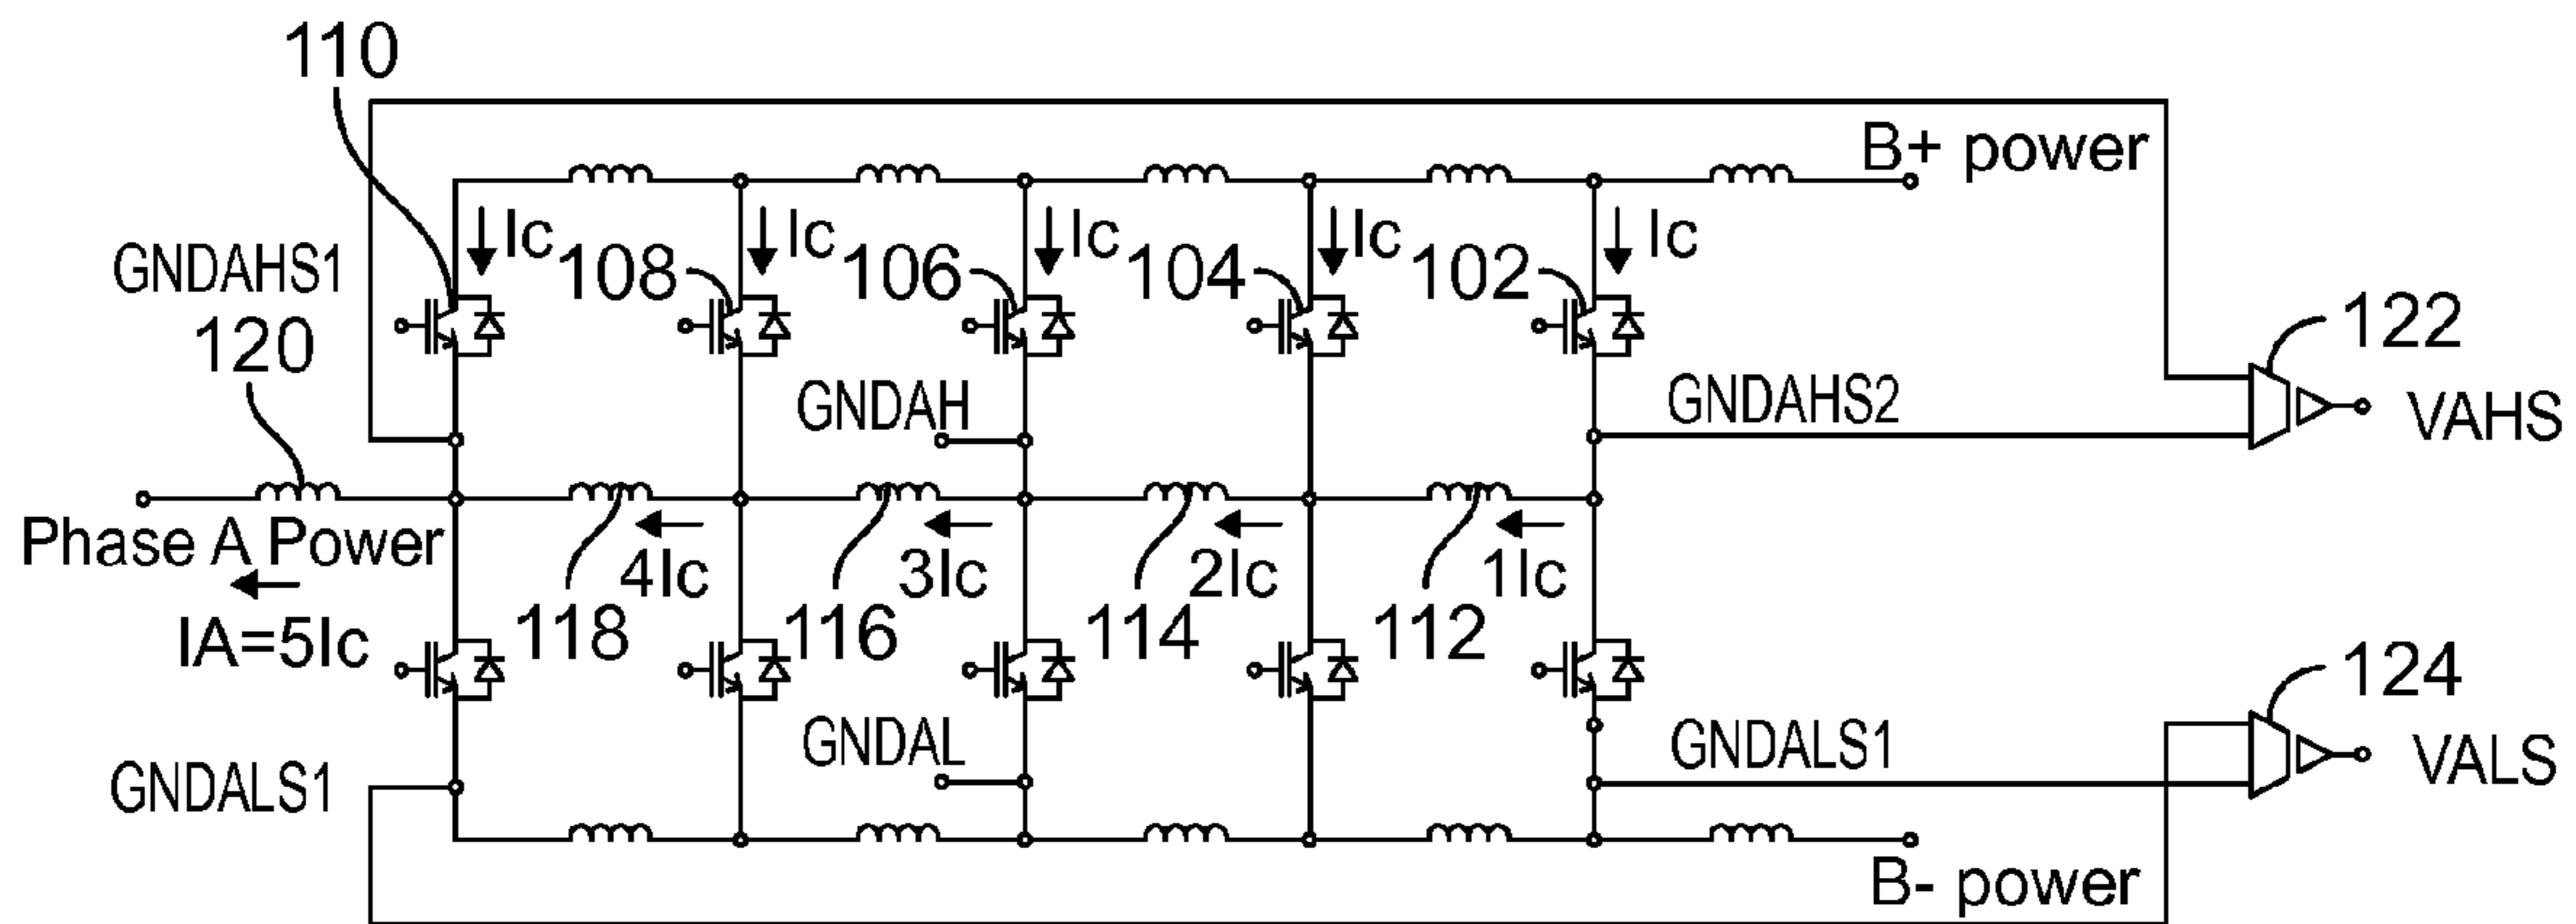 110
B+ power
Ic
Ic
Ic
Ic
Ic
GNDAHS1
108
106
104
102
120
122
GNDAH
GNDAHS2
VAHS
Phase A Power
4Ic
3Ic
2Ic
1Ic
IA=5Ic
118
116
114
112
124
GNDAL
GNDALS1
VALS
GNDALS1
B- power